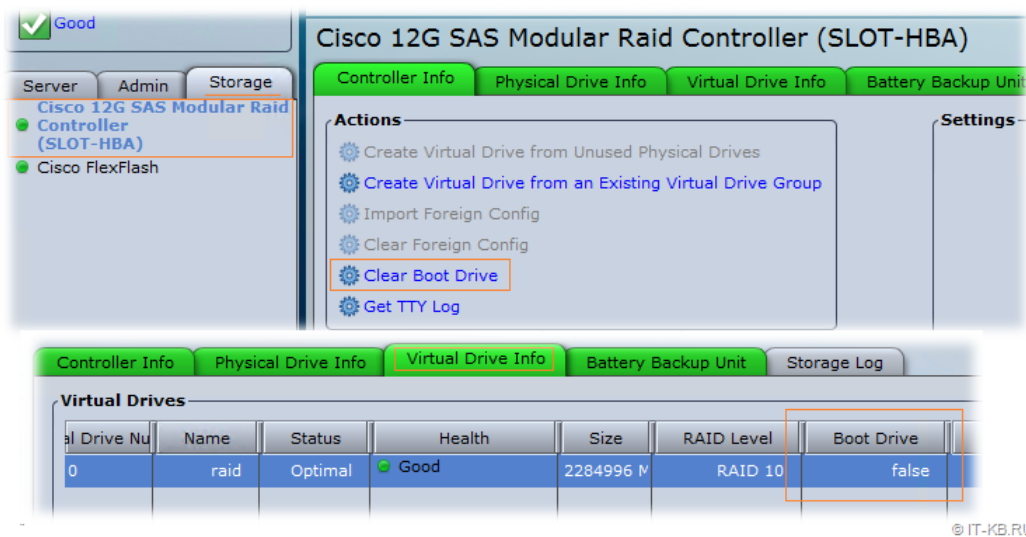 Good
Cisco 12G SAS Modular Raid Controller (SLOT-HBA)
Server Admin Storage
Controller Info Physical Drive Info Virtual Drive Info Battery Backup Unit
Cisco 12G SAS Modular Raid
Controller
(SLOT-HBA)
Cisco FlexFlash
Actions
Settings
Create Virtual Drive from Unused Physical Drives
Create Virtual Drive from an Existing Virtual Drive Group
Import Foreign Config
Clear Foreign Config
Clear Boot Drive
Get TTY Log
Controller Info Physical Drive Info Virtual Drive Info Battery Backup Unit Storage Log
Virtual Drives
al Drive Nu Name Status Health Size RAID Level Boot Drive
0 raid Optimal Good 2284996 M RAID 10 false
© IT-KB.RU